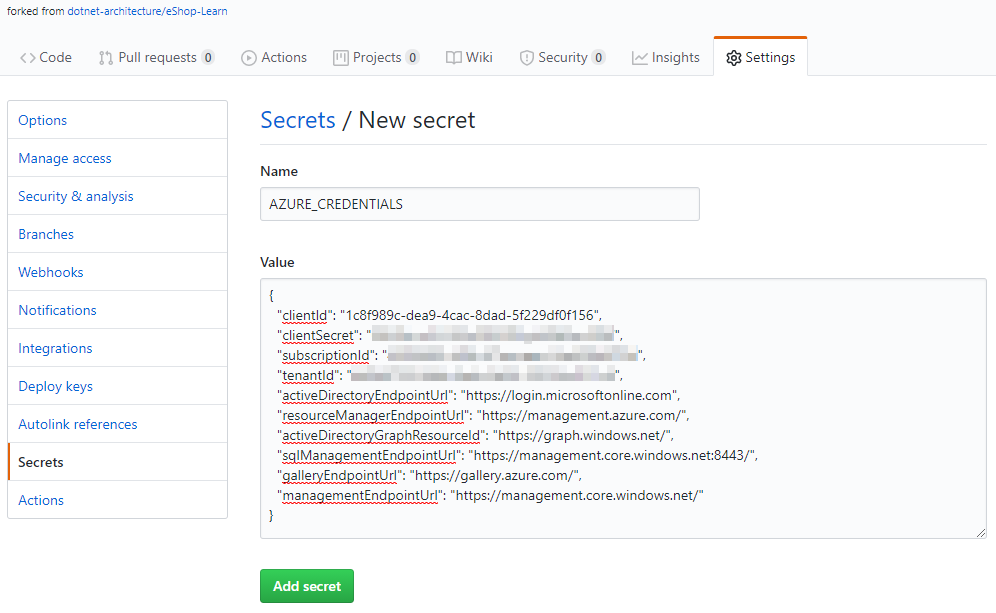 forked from dotnet-architecture/eShop-Learn
Code Pull requests 0 Actions Projects 0 Wiki Security 0 Insights Settings
Options
Manage access
Security & analysis
Branches
Webhooks
Notifications
Integrations
Deploy keys
Autolink references
Secrets
Actions
Secrets / New secret
Name
AZURE_CREDENTIALS
Value
{
"clientId": "1c8f989c-dea9-4cac-8dad-5f229df0f156",
"clientSecret": "",
"subscriptionId": "",
"tenantId": "",
"activeDirectoryEndpointUrl": "https://login.microsoftonline.com",
"resourceManagerEndpointUrl": "https://management.azure.com/",
"activeDirectoryGraphResourceId": "https://graph.windows.net/",
"sqlManagementEndpointUrl": "https://management.core.windows.net:8443/",
"galleryEndpointUrl": "https://gallery.azure.com/",
"managementEndpointUrl": "https://management.core.windows.net/"
}
Add secret